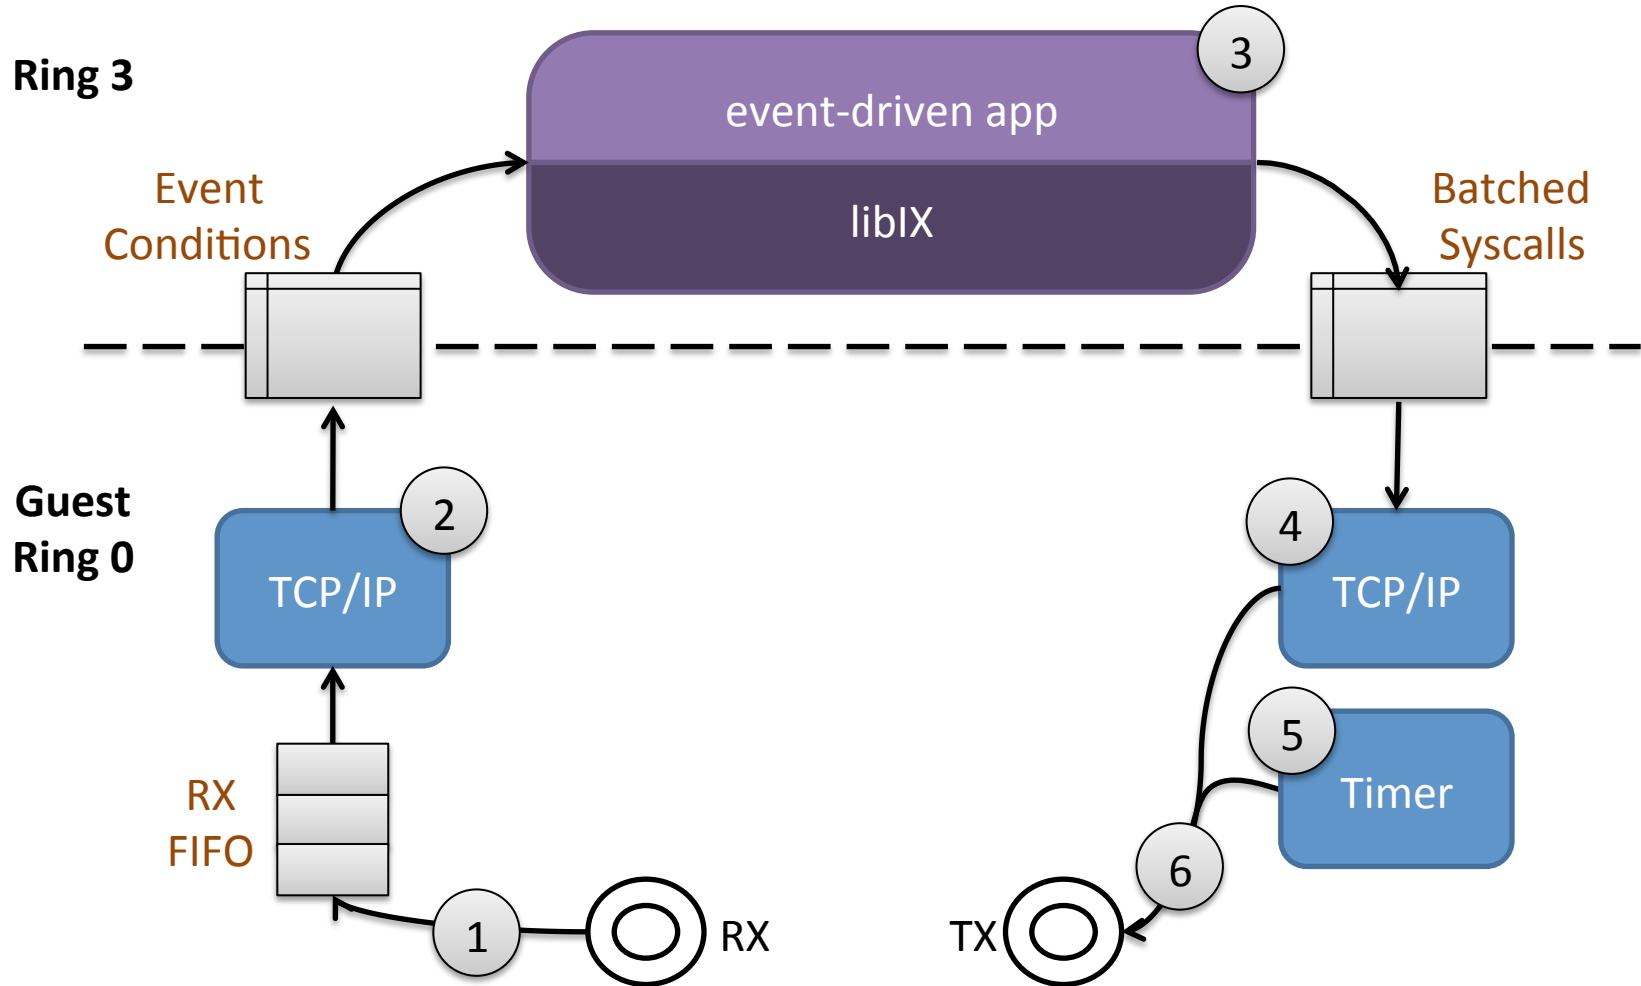 Ring 3
3
event-driven app
libIX
Event
Conditions
Batched
Syscalls
Guest
Ring 0
2
TCP/IP
4
TCP/IP
5
Timer
RX
FIFO
6
1
RX
TX